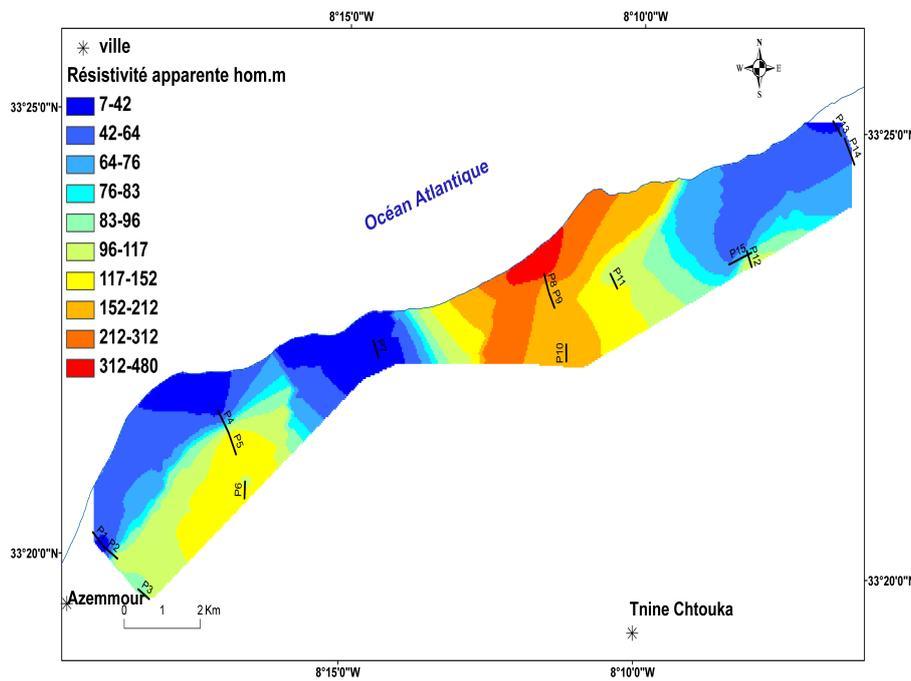 8°15'0"W
8°10'0"W
ville
Résistivité apparente hom.m
7-42
42-64
64-76
76-83
83-96
96-117
117-152
152-212
212-312
312-480
N
W E
S
33°25'0"N
33°25'0"N
Océan Atlantique
P13
P14
P15
P12
P8
P9
P11
P10
P7
P4
P5
P6
P1
P2
P3
33°20'0"N
33°20'0"N
Azemmour
0 1 2 Km
Tnine Chtouka
8°15'0"W
8°10'0"W